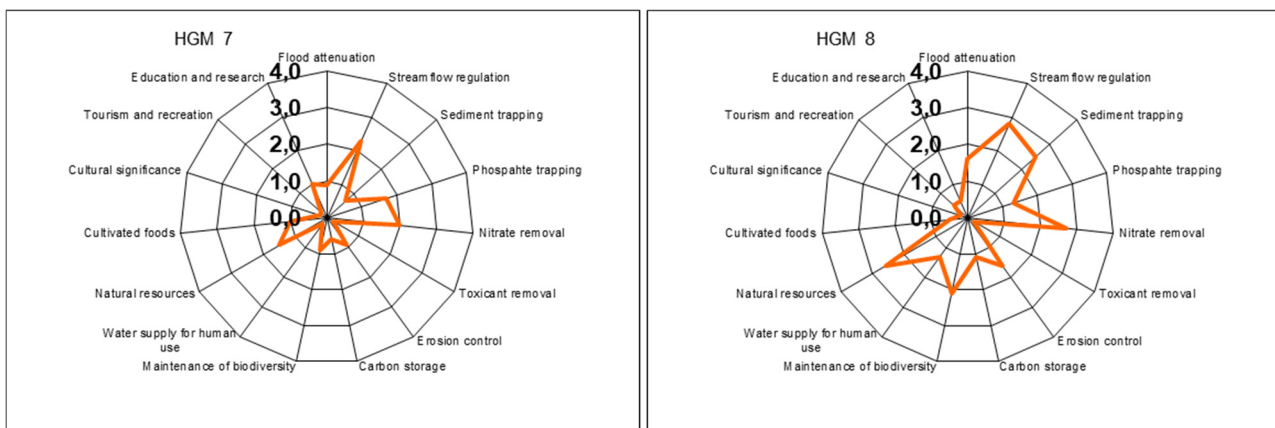 HGM 7
Flood attenuation
4,0
3,0
2,0
1,0
0,0
Streamflow regulation
Sediment trapping
Phospahte trapping
Nitrate removal
Toxicant removal
Erosion control
Carbon storage
Maintenance of biodiversity
Water supply for human
use
Natural resources
Cultivated foods
Cultural significance
Tourism and recreation
Education and research
HGM 8
Flood attenuation
4,0
3,0
2,0
1,0
0,0
Streamflow regulation
Sediment trapping
Phospahte trapping
Nitrate removal
Toxicant removal
Erosion control
Carbon storage
Maintenance of biodiversity
Water supply for human
use
Natural resources
Cultivated foods
Cultural significance
Tourism and recreation
Education and research